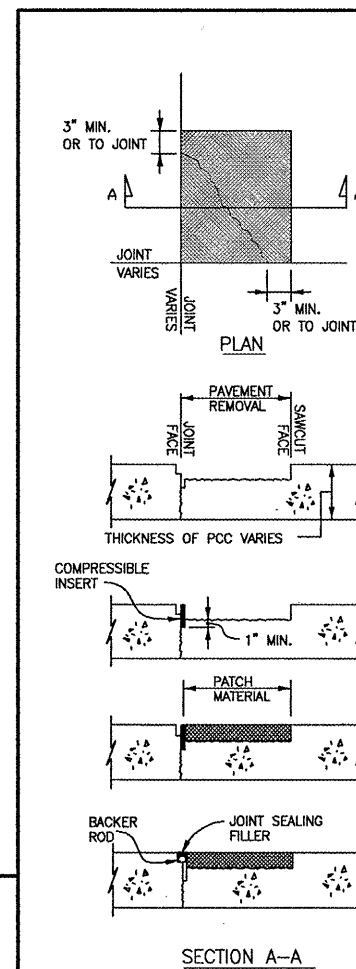 3" MIN.
OR TO JOINT
A
A
JOINT
VARIES
JOINT
VARIES
3" MIN.
OR TO JOINT
PLAN
PAVEMENT
REMOVAL
JOINT
FACE
SAWCUT
FACE
THICKNESS OF PCC VARIES
COMPRESSIBLE
INSERT
1" MIN.
PATCH
MATERIAL
BACKER
ROD
JOINT SEALING
FILLER
SECTION A-A